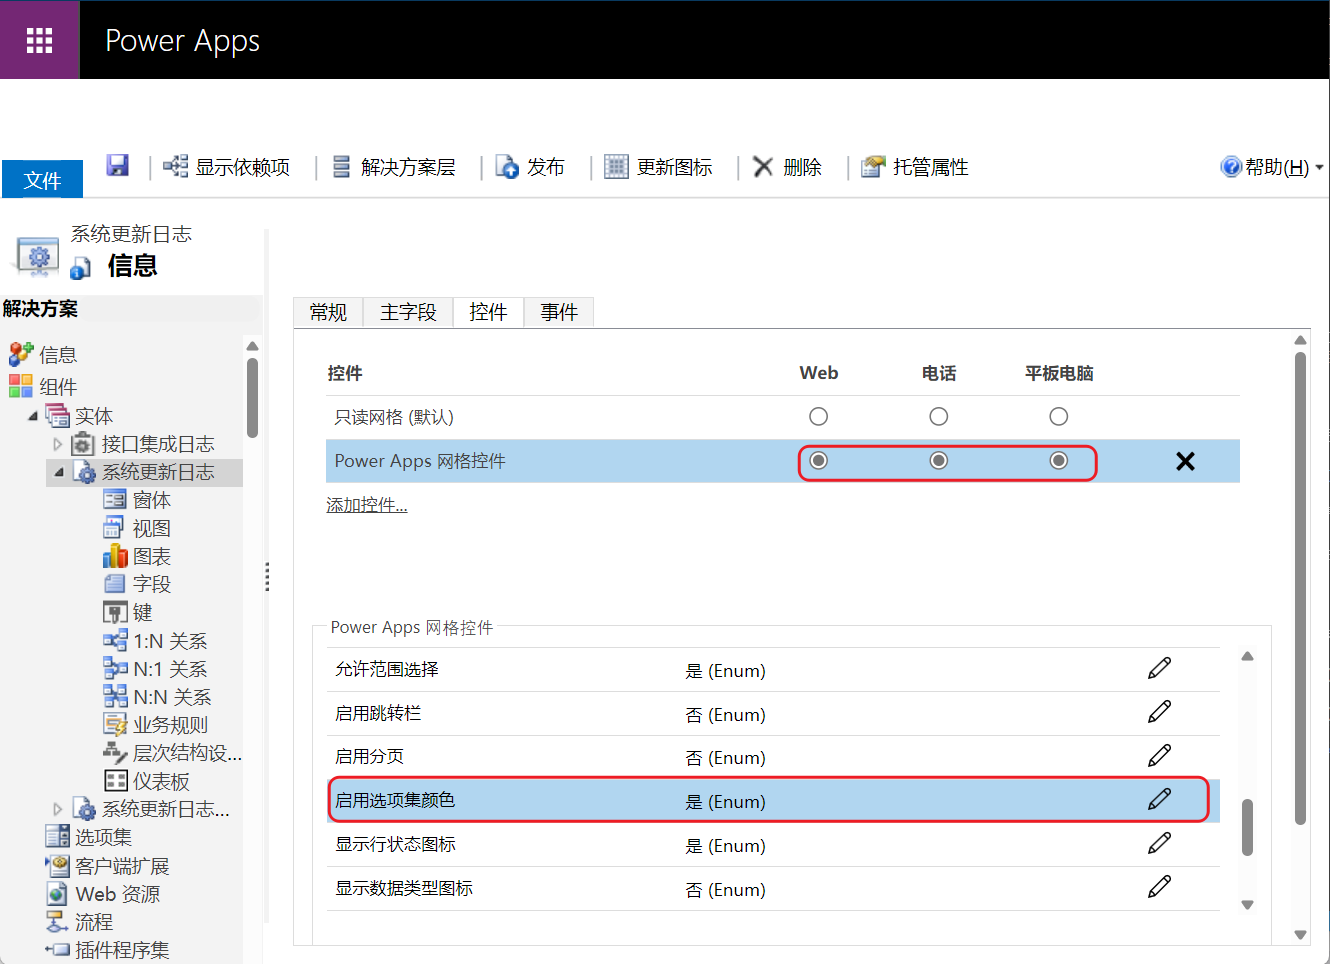 Power Apps
文件
显示依赖项
解决方案层
发布
更新图标
删除
托管属性
帮助(H)
系统更新日志
信息
解决方案
信息
组件
实体
接口集成日志
系统更新日志
窗体
视图
图表
字段
键
1:N 关系
N:1 关系
N:N 关系
业务规则
层次结构设...
仪表板
系统更新日志...
选项集
客户端扩展
Web 资源
流程
插件程序集
常规 主字段 控件 事件
控件 Web 电话 平板电脑
只读网格 (默认)
Power Apps 网格控件
添加控件...
Power Apps 网格控件
允许范围选择 是 (Enum)
启用跳转栏 否 (Enum)
启用分页 否 (Enum)
启用选项集颜色 是 (Enum)
显示行状态图标 是 (Enum)
显示数据类型图标 否 (Enum)